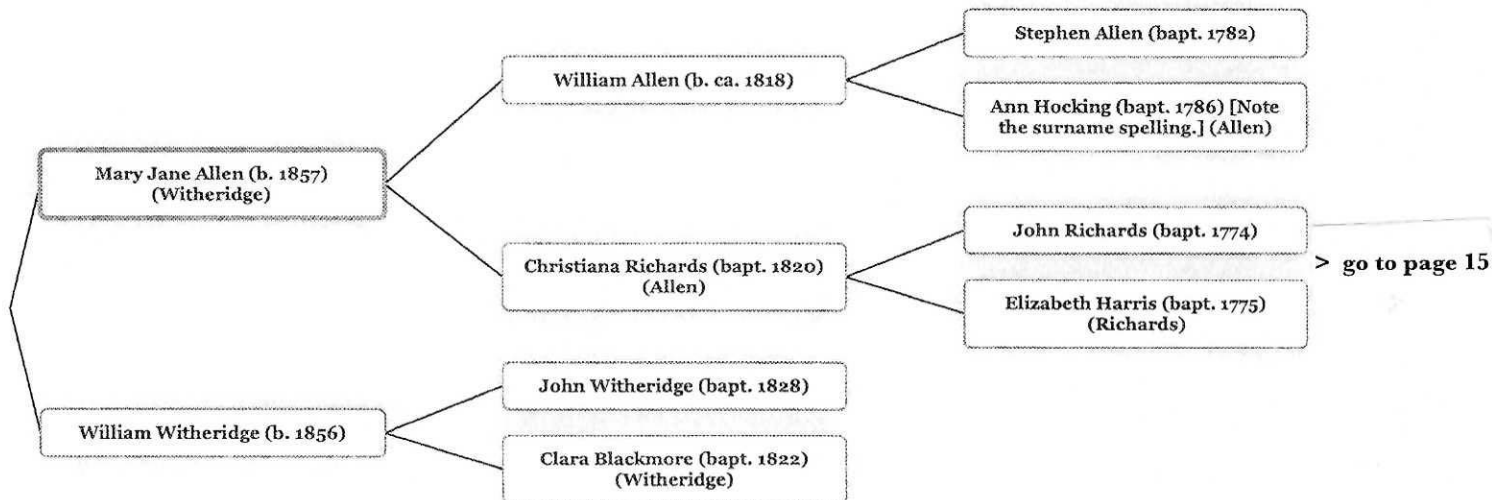 Stephen Allen (bapt. 1782)
William Allen (b. ca. 1818)
Ann Hocking (bapt. 1786) [Note
the surname spelling.] (Allen)
Mary Jane Allen (b. 1857)
(Witheridge)
John Richards (bapt. 1774)
Christiana Richards (bapt. 1820)
(Allen)
> go to page 15
Elizabeth Harris (bapt. 1775)
(Richards)
John Witheridge (bapt. 1828)
William Witheridge (b. 1856)
Clara Blackmore (bapt. 1822)
(Witheridge)